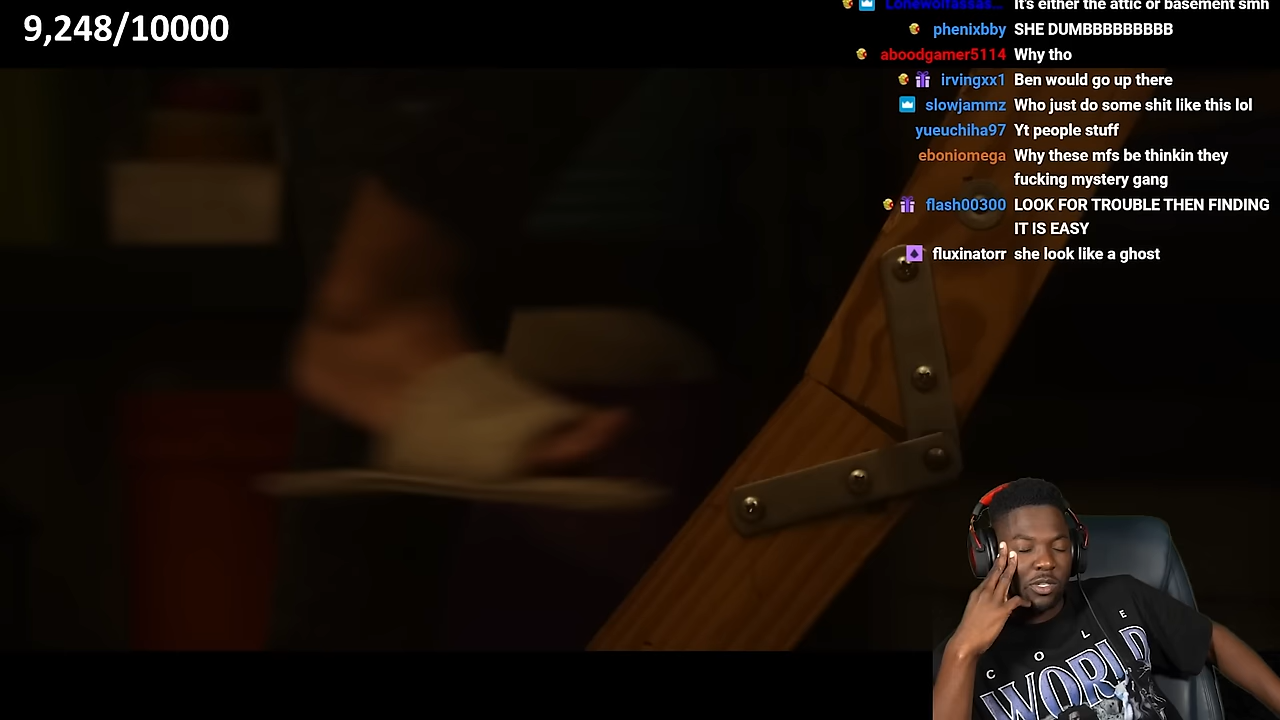 9,248/10000
Lonewolfassas... It's either the attic or basement smh
phenixbby SHE DUMBBBBBBBBB
aboodgamer5114 Why tho
irvingxx1 Ben would go up there
slowjammz Who just do some shit like this lol
yueuchiha97 Yt people stuff
eboniomega Why these mfs be thinkin they
fucking mystery gang
flash00300 LOOK FOR TROUBLE THEN FINDING
IT IS EASY
fluxinatorr she look like a ghost
COLE
WORLD